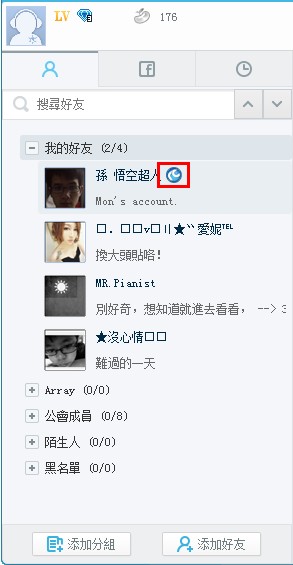 LV 176
搜尋好友
我的好友 (2/4)
孫 悟空超人
Mon's account.
□．□□v□〢★〝愛妮℡
換大頭貼咯!
MR.Pianist
別好奇，想知道就進去看看， --> 3
★沒心情□□
難過的一天
Array (0/0)
公會成員 (0/8)
陌生人 (0/0)
黑名單 (0/0)
添加分組 添加好友